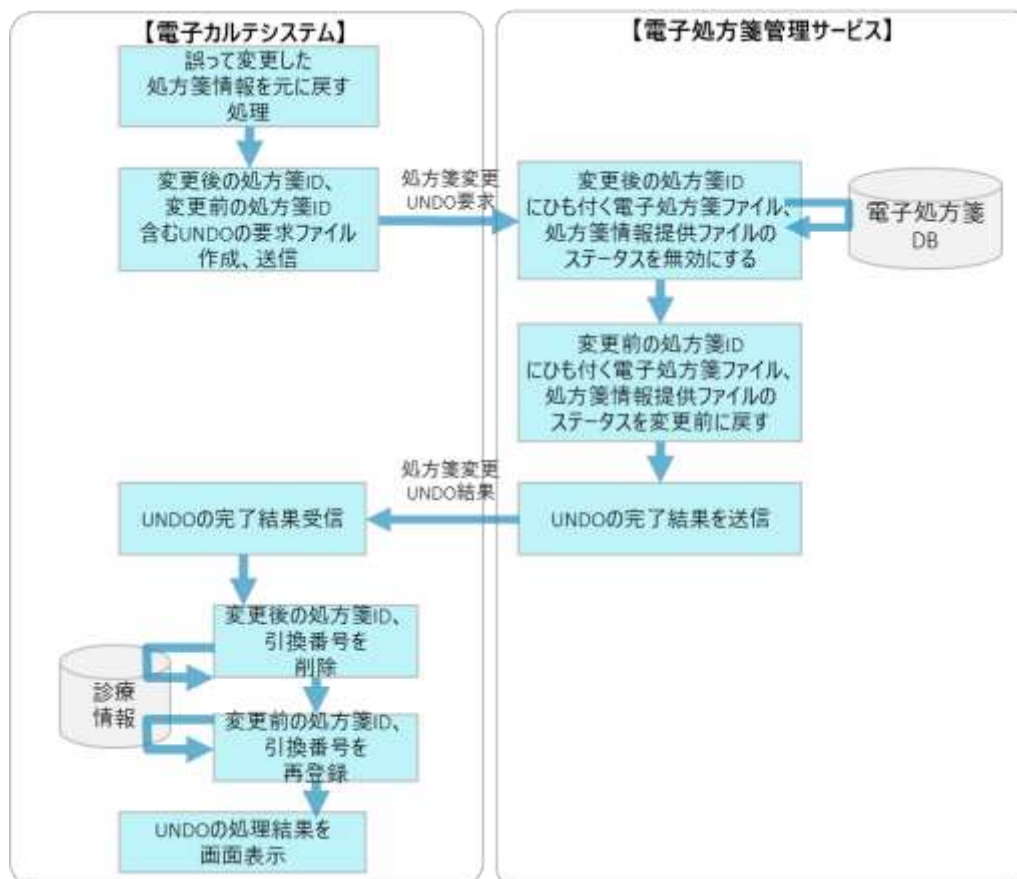 【電子カルテシステム】
誤って変更した
処方箋情報を元に戻す
処理
変更後の処方箋ID、
変更前の処方箋ID
含むUNDOの要求ファイル
作成、送信
処方箋変更
UNDO要求
【電子処方箋管理サービス】
変更後の処方箋ID
にひも付く電子処方箋ファイル、
処方箋情報提供ファイルの
ステータスを無効にする
電子処方箋
DB
変更前の処方箋ID
にひも付く電子処方箋ファイル、
処方箋情報提供ファイルの
ステータスを変更前に戻す
UNDOの完了結果を送信
処方箋変更
UNDO結果
UNDOの完了結果受信
変更後の処方箋ID、
引換番号を
削除
診療
情報
変更前の処方箋ID、
引換番号を
再登録
UNDOの処理結果を
画面表示